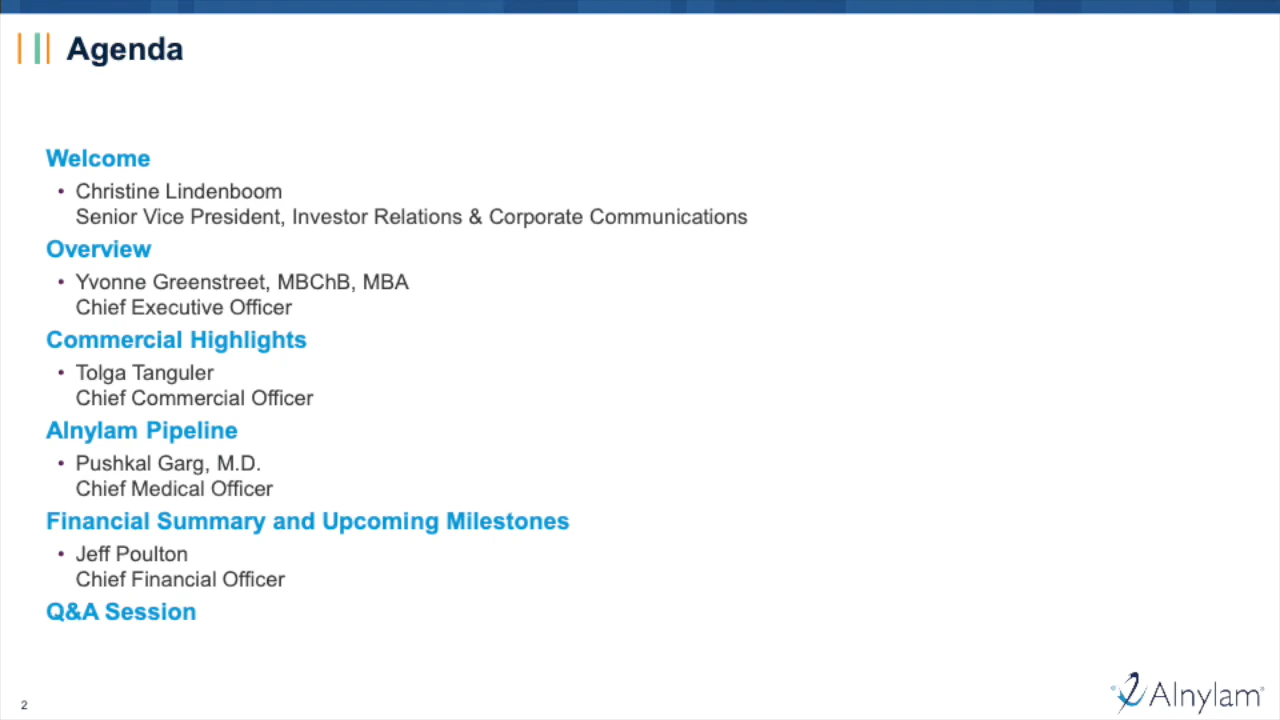 Agenda
Welcome
• Christine Lindenboom
Senior Vice President, Investor Relations & Corporate Communications
Overview
• Yvonne Greenstreet, MBChB, MBA
Chief Executive Officer
Commercial Highlights
• Tolga Tanguler
Chief Commercial Officer
Alnylam Pipeline
• Pushkal Garg, M.D.
Chief Medical Officer
Financial Summary and Upcoming Milestones
• Jeff Poulton
Chief Financial Officer
Q&A Session
2
Alnylam®